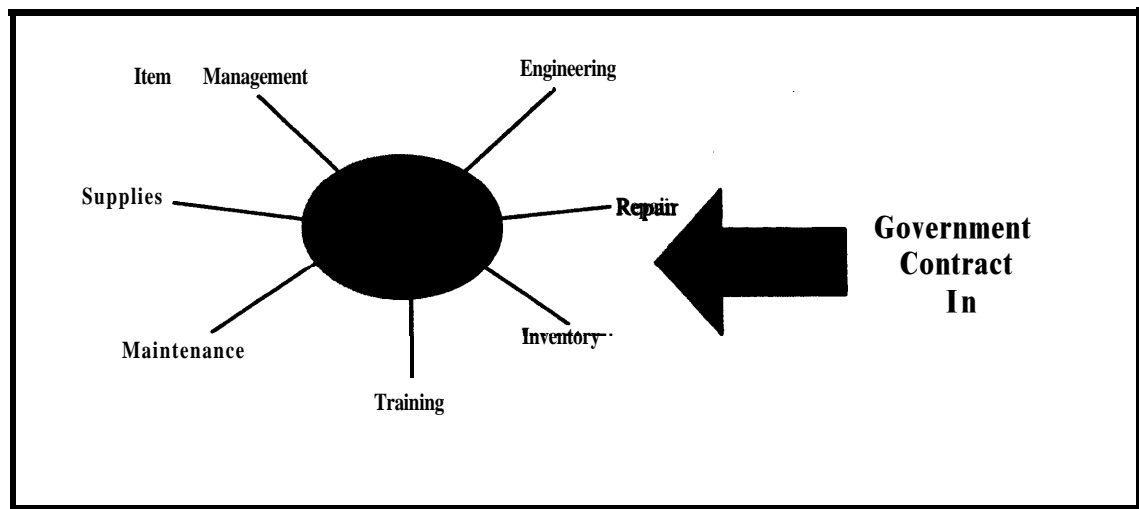 Item Management
Engineering
Supplies
Repair
Maintenance
Inventory
Training
Government
Contract
In